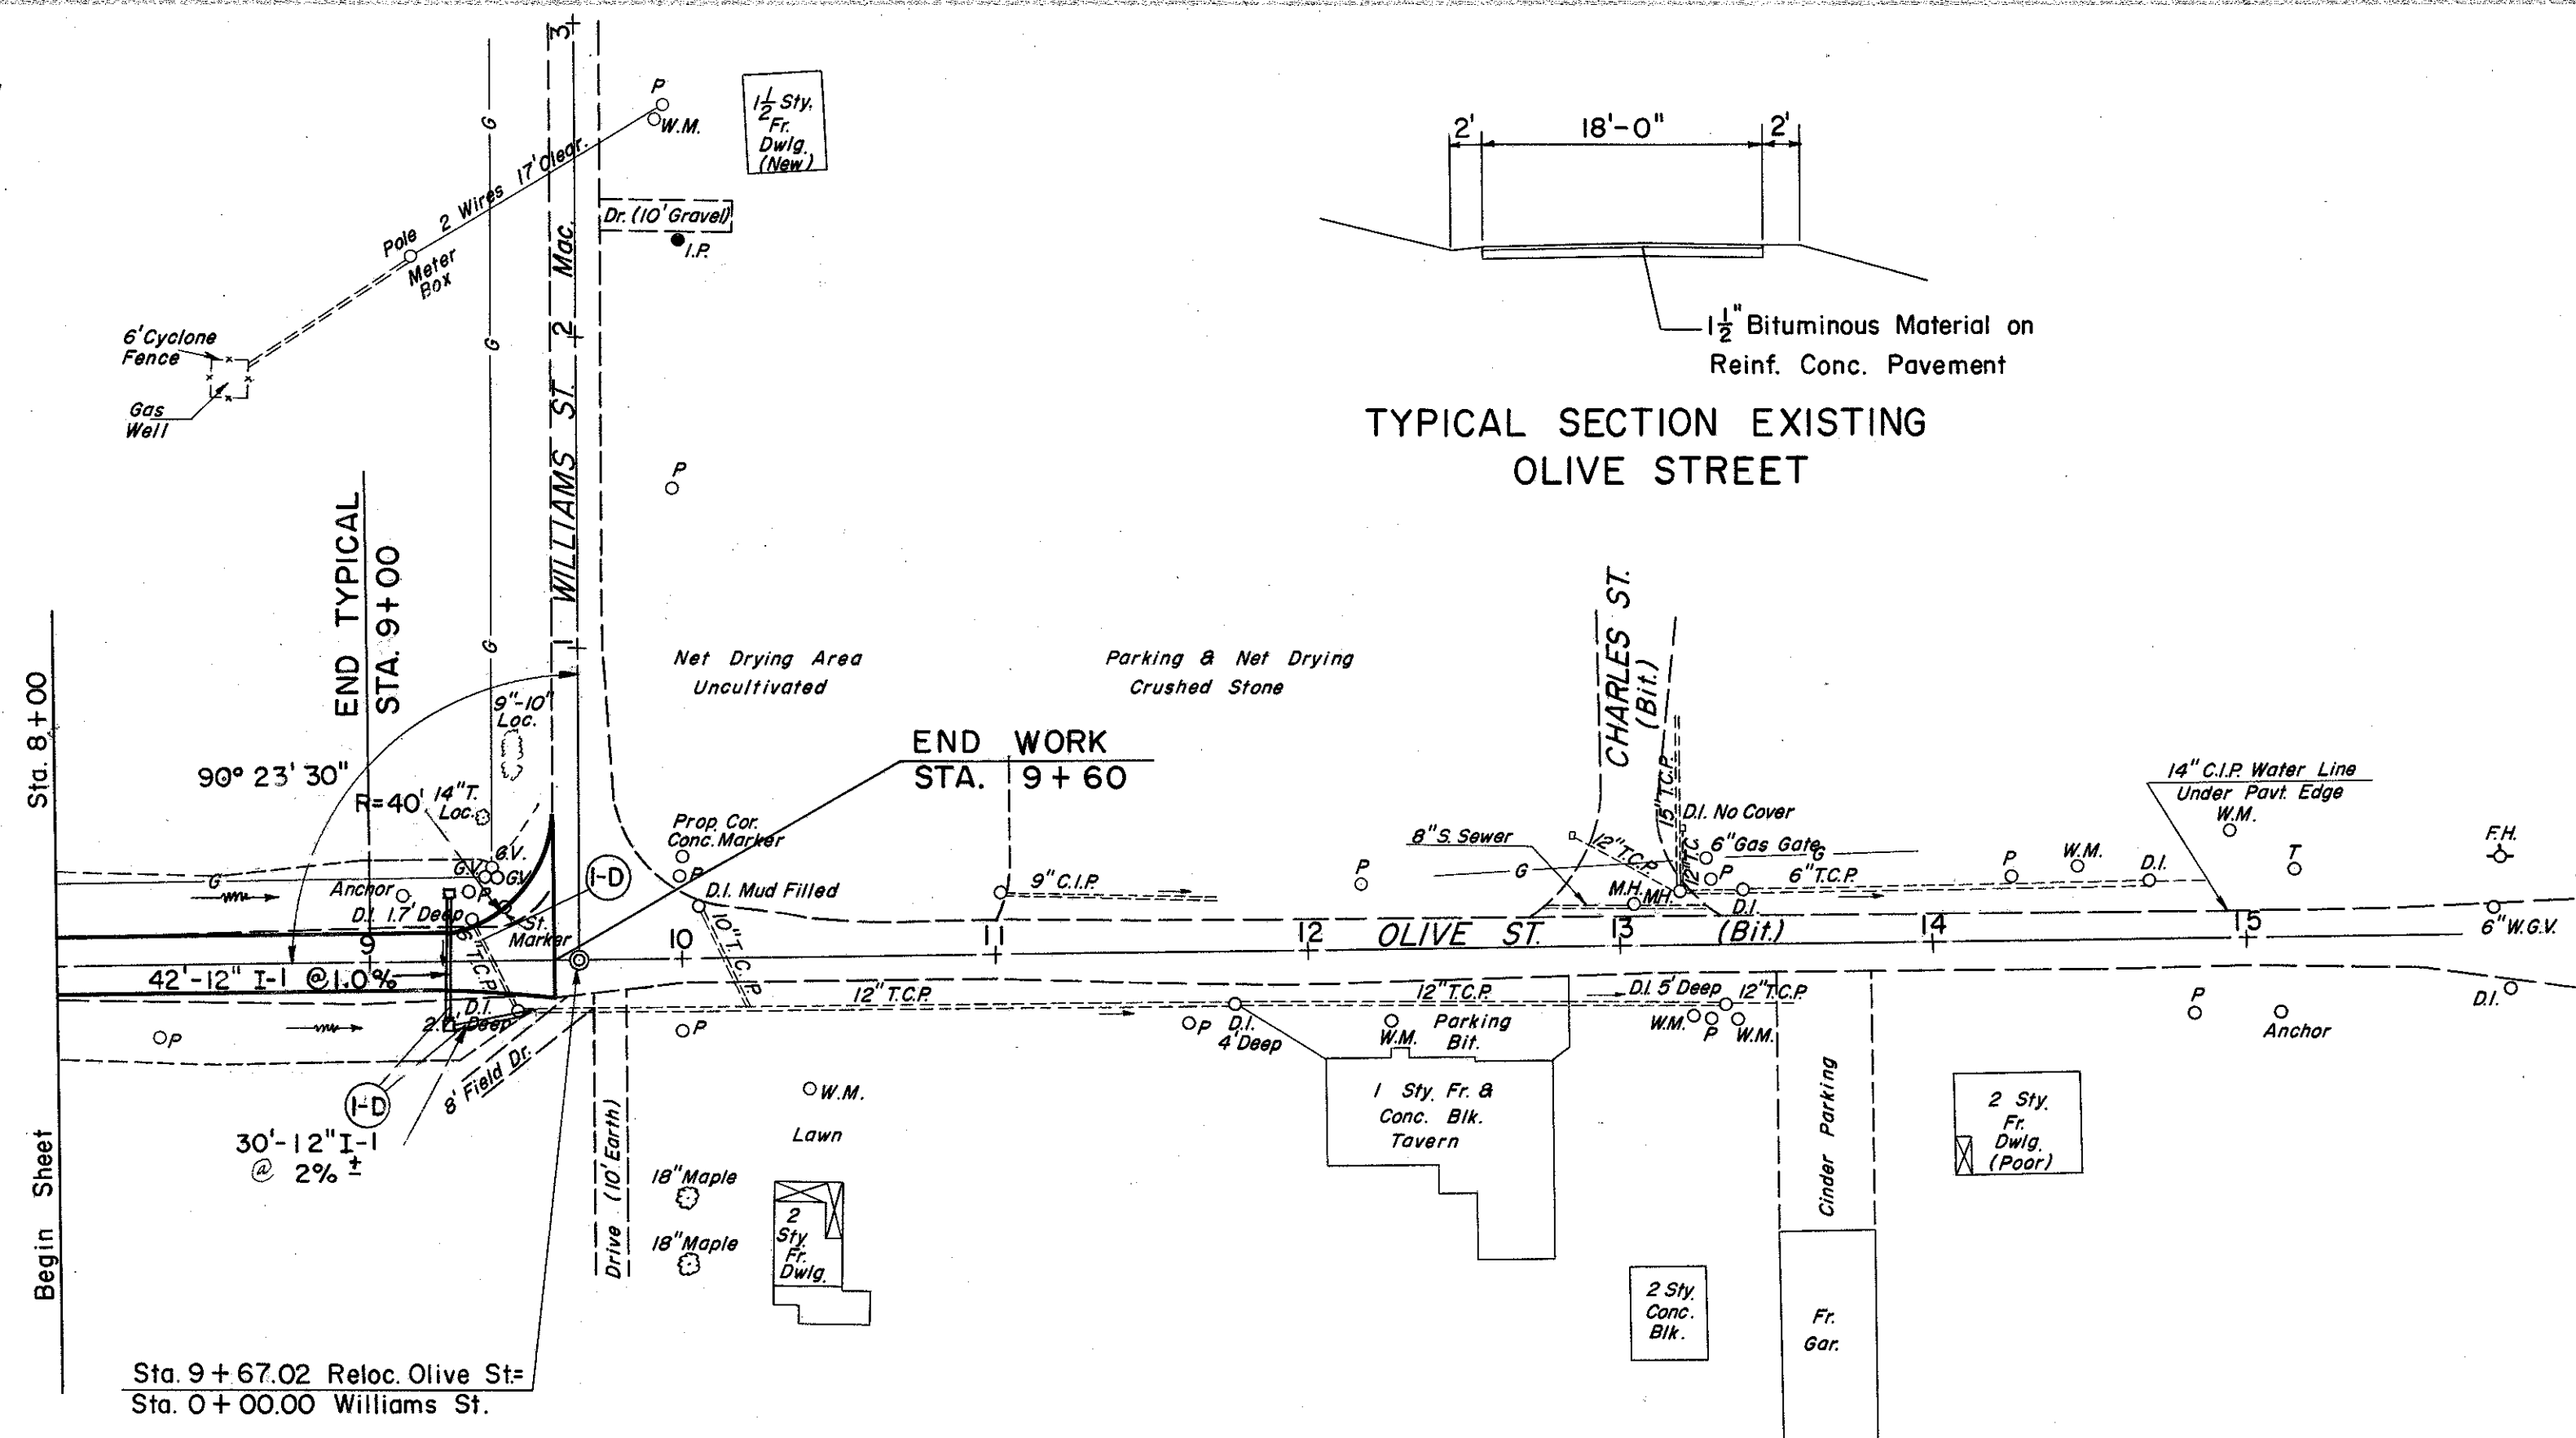 3
P
W.M.
1 1/2 Sty.
Fr.
Dwlg.
(New)
G
2 Wires 17' Clear.
Pole
Meter
Box
Dr. (10' Gravel)
I.P.
6' Cyclone
Fence
Gas
Well
G
WILLIAMS ST. 2 Mac.
P
1
G
2'
18'-0"
2'
1 1/2" Bituminous Material on
Reinf. Conc. Pavement
TYPICAL SECTION EXISTING
OLIVE STREET
END TYPICAL
STA. 9+00
Sta. 8+00
Begin Sheet
90° 23' 30"
R=40'
9"-10"
Loc.
14" T.
Loc.
Net Drying Area
Uncultivated
Parking & Net Drying
Crushed Stone
END WORK
STA. 9+60
CHARLES ST.
(Bit.)
Prop. Cor.
Conc. Marker
P
D.I. Mud Filled
G.V.
G.V.
G.V.
G
Anchor
P
D.I. 1.7' Deep
St.
Marker
1-D
9
6" T.C.P.
42'-12" I-1 @ 1.0%
D.I.
2.' Deep
P
8' Field Dr.
1-D
30'-12" I-1
@ 2% ±
10
10" T.C.P.
11
9" C.I.P.
12
OLIVE ST.
13
(Bit.)
14
15
P
8" S. Sewer
G
12" T.C.P.
15" T.C.P.
12" T.C.
D.I. No Cover
6" Gas Gate
G
P
M.H.
M.H.
D.I.
6" T.C.P.
P
W.M.
D.I.
14" C.I.P. Water Line
Under Pavt. Edge
W.M.
T
F.H.
6" W.G.V.
12" T.C.P.
P
P
D.I.
4' Deep
12" T.C.P.
W.M.
Parking
Bit.
D.I. 5' Deep
12" T.C.P.
W.M.
P
W.M.
P
Anchor
D.I.
W.M.
Lawn
Drive (10' Earth)
18" Maple
18" Maple
2
Sty.
Fr.
Dwlg.
1 Sty. Fr. &
Conc. Blk.
Tavern
Cinder Parking
2 Sty.
Fr.
Dwlg.
(Poor)
2 Sty.
Conc.
Blk.
Fr.
Gar.
Sta. 9+67.02 Reloc. Olive St.=
Sta. 0+00.00 Williams St.